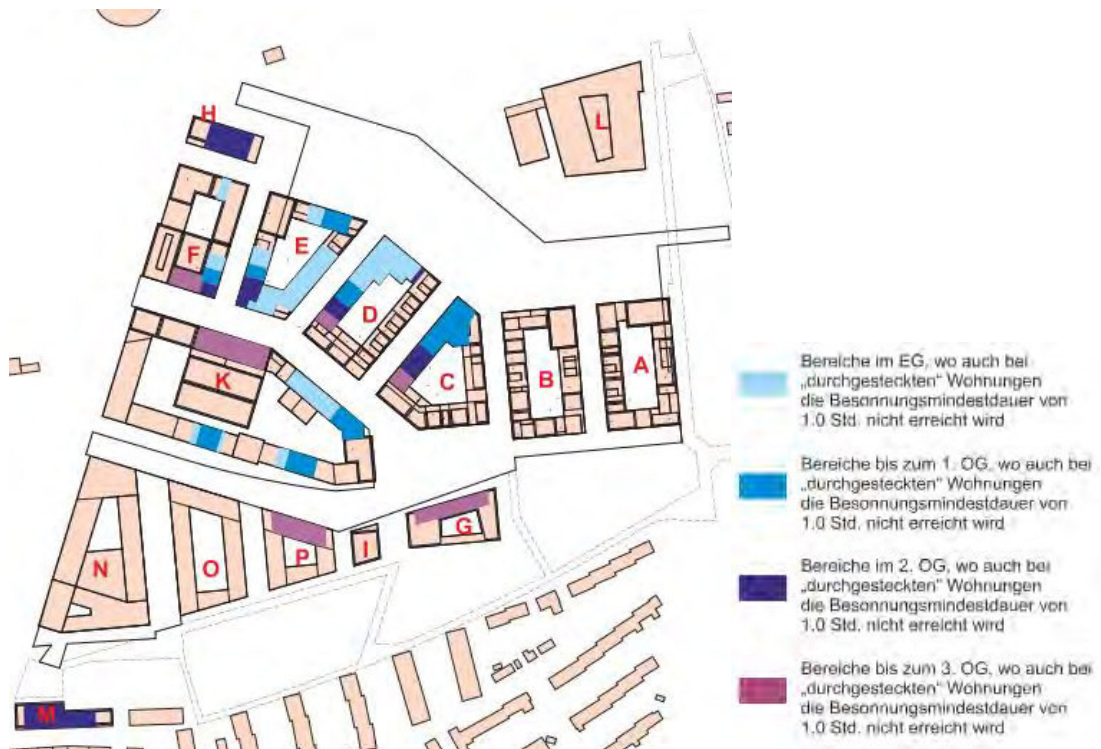 H
L
E
F
D
K
C
B
A
N
O
P
I
G
M
Bereiche im EG, wo auch bei
„durchgesteckten“ Wohnungen
die Besonnungsmindestdauer von
1.0 Std. nicht erreicht wird
Bereiche bis zum 1. OG, wo auch bei
„durchgesteckten“ Wohnungen
die Besonnungsmindestdauer von
1.0 Std. nicht erreicht wird
Bereiche im 2. OG, wo auch bei
„durchgesteckten“ Wohnungen
die Besonnungsmindestdauer von
1.0 Std. nicht erreicht wird
Bereiche bis zum 3. OG, wo auch bei
„durchgesteckten“ Wohnungen
die Besonnungsmindestdauer von
1.0 Std. nicht erreicht wird